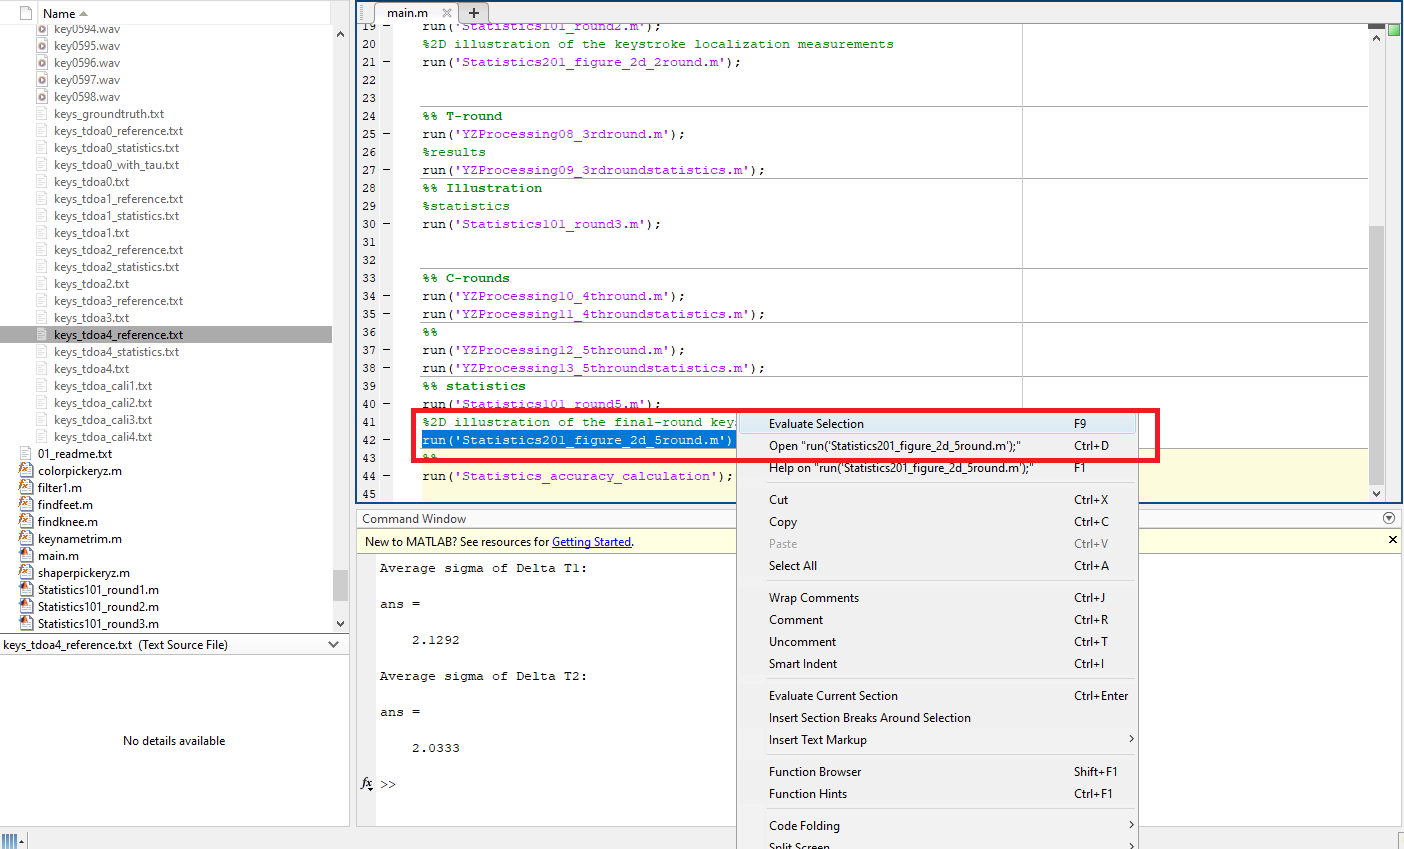 Name
key0594.wav
key0595.wav
key0596.wav
key0597.wav
key0598.wav
keys_groundtruth.txt
keys_tdoa0_reference.txt
keys_tdoa0_statistics.txt
keys_tdoa0_with_tau.txt
keys_tdoa0.txt
keys_tdoa1_reference.txt
keys_tdoa1_statistics.txt
keys_tdoa1.txt
keys_tdoa2_reference.txt
keys_tdoa2_statistics.txt
keys_tdoa2.txt
keys_tdoa3_reference.txt
keys_tdoa3.txt
keys_tdoa4_reference.txt
keys_tdoa4_statistics.txt
keys_tdoa4.txt
keys_tdoa_cali1.txt
keys_tdoa_cali2.txt
keys_tdoa_cali3.txt
keys_tdoa_cali4.txt
01_readme.txt
colorpickeryz.m
filter1.m
findfeet.m
findknee.m
keynametrim.m
main.m
shaperpickeryz.m
Statistics101_round1.m
Statistics101_round2.m
Statistics101_round3.m
keys_tdoa4_reference.txt (Text Source File)
No details available
main.m
19 – run('Statistics101_round2.m');
20 %2D illustration of the keystroke localization measurements
21 – run('Statistics201_figure_2d_2round.m');
22
23
24 %% T-round
25 – run('YZProcessing08_3rdround.m');
26 %results
27 – run('YZProcessing09_3rdroundstatistics.m');
28 %% Illustration
29 %statistics
30 – run('Statistics101_round3.m');
31
32
33 %% C-rounds
34 – run('YZProcessing10_4thround.m');
35 – run('YZProcessing11_4throundstatistics.m');
36 %%
37 – run('YZProcessing12_5thround.m');
38 – run('YZProcessing13_5throundstatistics.m');
39 %% statistics
40 – run('Statistics101_round5.m');
41 %2D illustration of the final-round key
42 – run('Statistics201_figure_2d_5round.m')
43 %%
44 – run('Statistics_accuracy_calculation');
45
Evaluate Selection F9
Open "run('Statistics201_figure_2d_5round.m');" Ctrl+D
Help on "run('Statistics201_figure_2d_5round.m');" F1
Cut Ctrl+X
Copy Ctrl+C
Paste Ctrl+V
Select All Ctrl+A
Wrap Comments Ctrl+J
Comment Ctrl+R
Uncomment Ctrl+T
Smart Indent Ctrl+I
Evaluate Current Section Ctrl+Enter
Insert Section Breaks Around Selection
Insert Text Markup
Function Browser Shift+F1
Function Hints Ctrl+F1
Code Folding
Split Screen
Command Window
New to MATLAB? See resources for Getting Started.
Average sigma of Delta T1:
ans =
2.1292
Average sigma of Delta T2:
ans =
2.0333
fx >>